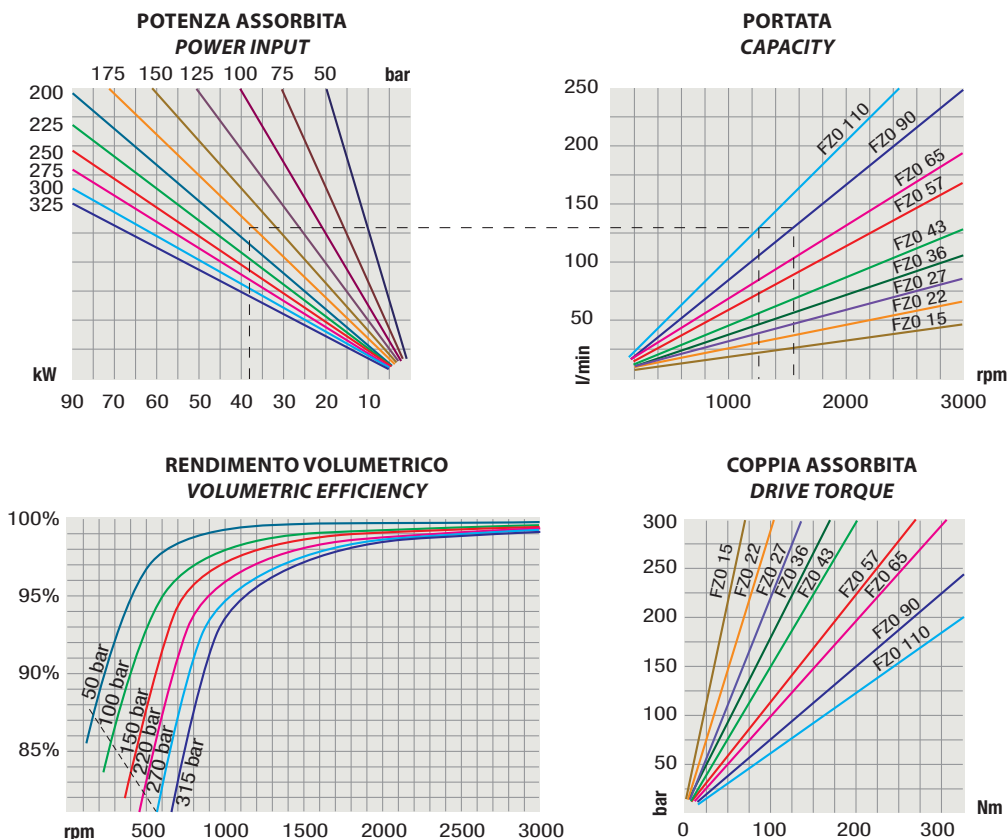 POTENZA ASSORBITA
POWER INPUT
175 150 125 100 75 50 bar
200
225
250
275
300
325
kW
90 70 60 50 40 30 20 10
PORTATA
CAPACITY
250
200
150
100
50
l/min
FZ0 110
FZ0 90
FZ0 65
FZ0 57
FZ0 43
FZ0 36
FZ0 27
FZ0 22
FZ0 15
rpm
1000 2000 3000
RENDIMENTO VOLUMETRICO
VOLUMETRIC EFFICIENCY
100%
95%
90%
85%
50 bar
100 bar
150 bar
220 bar
270 bar
315 bar
rpm 500 1000 2000 2500 3000
COPPIA ASSORBITA
DRIVE TORQUE
300
250
200
150
100
50
bar
FZ0 15
FZ0 22
FZ0 27
FZ0 36
FZ0 43
FZ0 57
FZ0 65
FZ0 90
FZ0 110
0 100 200 300 Nm